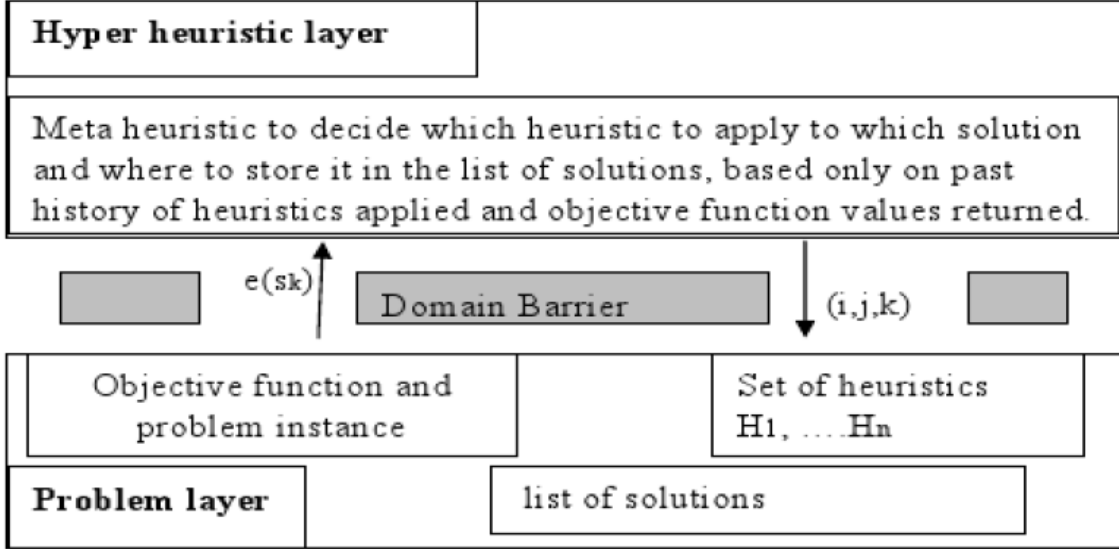 Hyper heuristic layer
Meta heuristic to decide which heuristic to apply to which solution
and where to store it in the list of solutions, based only on past
history of heuristics applied and objective function values returned.
e(sk)
Domain Barrier
(i,j,k)
Objective function and
problem instance
Set of heuristics
H1, ....Hn
Problem layer
list of solutions